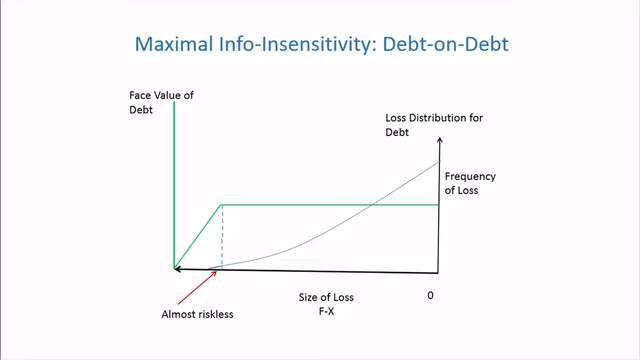 Maximal Info-Insensitivity: Debt-on-Debt
Face Value of
Debt
Loss Distribution for
Debt
Frequency
of Loss
Size of Loss
F-X
0
Almost riskless